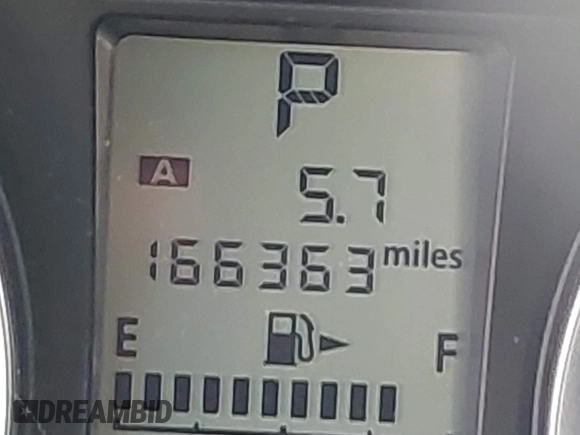 P
A 5.7
166363 miles
E F
DREAMBID